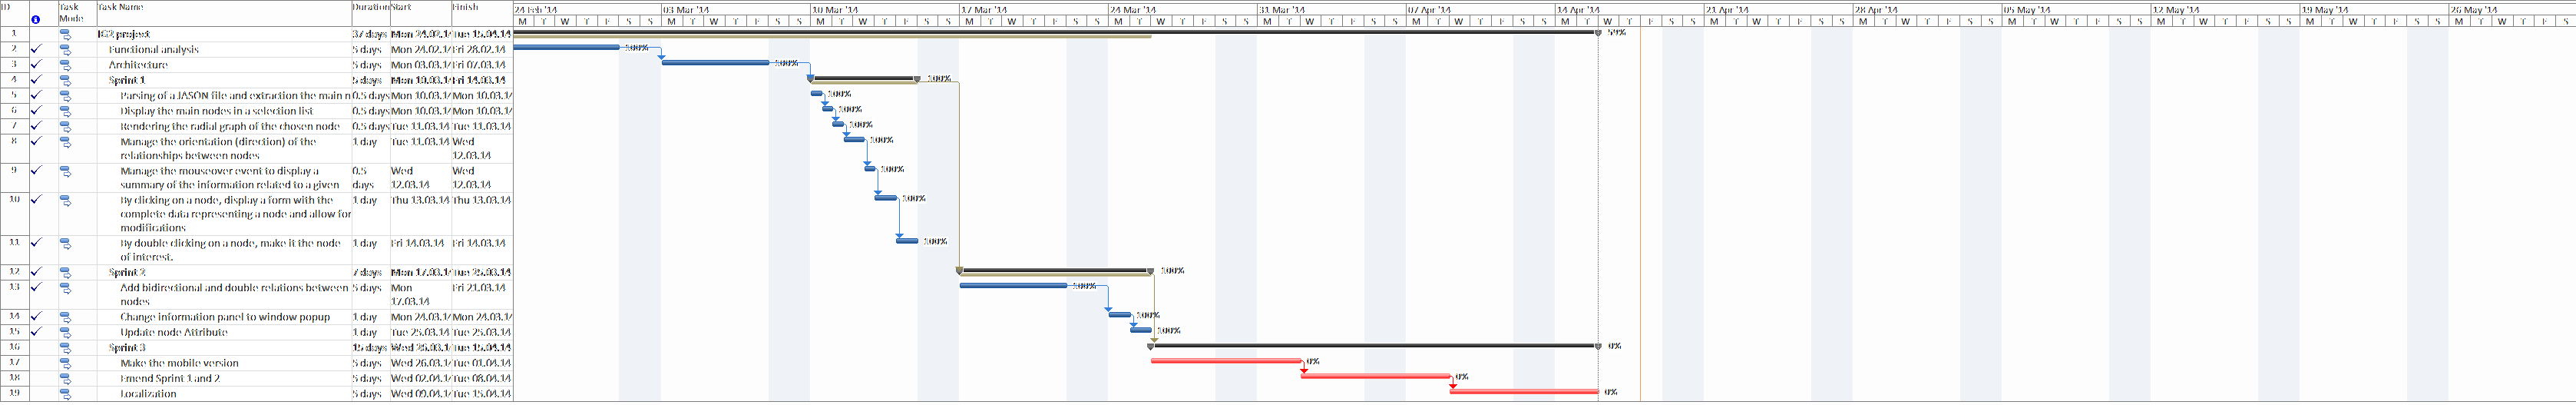 ID Task Mode Task Name Duration Start Finish 24 Feb '14 03 Mar '14 10 Mar '14 17 Mar '14 24 Mar '14 31 Mar '14 07 Apr '14 14 Apr '14 21 Apr '14 28 Apr '14 05 May '14 12 May '14 19 May '14 26 May '14
M T W F S S M T W T F S S M T W T F S S M T W T F S S M T W T F S S M T W T F S S M T W T F S S M T W T F S S M T W T F S S M T W T F S S M T W T F S S M T W T F S S M T W T F S S M T W T F S
1 IG2 project 37 days Mon 24.02.1 Tue 15.04.14 59%
2 Functional analysis 5 days Mon 24.02.1 Fri 28.02.14 100%
3 Architecture 5 days Mon 03.03.1 Fri 07.03.14 100%
4 Sprint 1 5 days Mon 10.03.1 Fri 14.03.14 100%
5 Parsing of a JASON file and extraction the main n 0.5 days Mon 10.03.1 Mon 10.03.1 100%
6 Display the main nodes in a selection list 0.5 days Mon 10.03.1 Mon 10.03.1 100%
7 Rendering the radial graph of the chosen node 0.5 days Tue 11.03.14 Tue 11.03.14 100%
8 Manage the orientation (direction) of the 1 day Tue 11.03.14 Wed 100%
relationships between nodes 12.03.14
9 Manage the mouseover event to display a 0.5 Wed Wed 100%
summary of the information related to a given days 12.03.14 12.03.14
10 By clicking on a node, display a form with the 1 day Thu 13.03.14 Thu 13.03.14 100%
complete data representing a node and allow for
modifications
11 By double clicking on a node, make it the node 1 day Fri 14.03.14 Fri 14.03.14 100%
of interest.
12 Sprint 2 7 days Mon 17.03.1 Tue 25.03.14 100%
13 Add bidirectional and double relations between 5 days Mon Fri 21.03.14 100%
nodes 17.03.14
14 Change information panel to window popup 1 day Mon 24.03.1 Mon 24.03.1 100%
15 Update node Attribute 1 day Tue 25.03.14 Tue 25.03.14 100%
16 Sprint 3 15 days Wed 26.03.1 Tue 15.04.14 0%
17 Make the mobile version 5 days Wed 26.03.1 Tue 01.04.14 0%
18 Emend Sprint 1 and 2 5 days Wed 02.04.1 Tue 08.04.14 0%
19 Localization 5 days Wed 09.04.1 Tue 15.04.14 0%